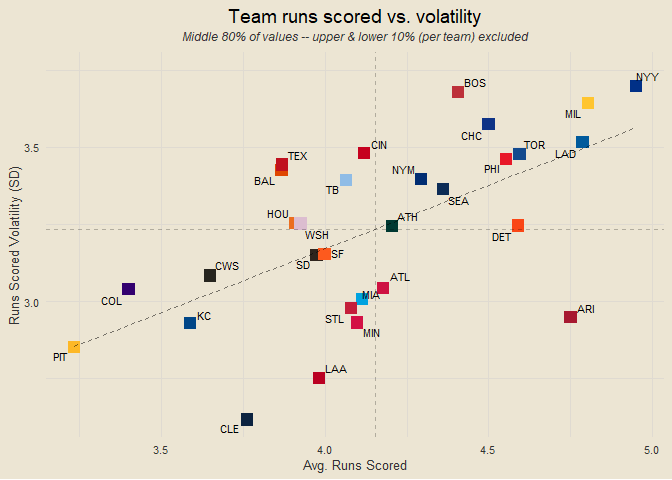 Team runs scored vs. volatility
Middle 80% of values -- upper & lower 10% (per team) excluded
NYY
BOS
MIL
3.5
CHC
TOR
CIN
LAD
TEX
PHI
NYM
BAL
TB
SEA
HOU
ATH
WSH
DET
SF
SD
CWS
ATL
COL
MIA
3.0
ARI
KC
STL
MIN
PIT
LAA
CLE
Runs Scored Volatility (SD)
3.5
4.0
4.5
5.0
Avg. Runs Scored